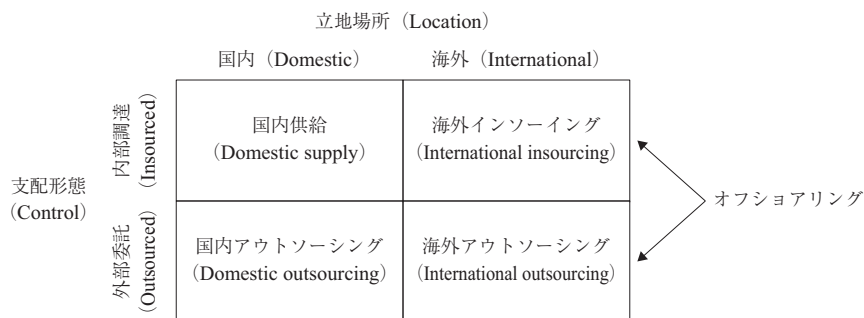 立地場所（Location）
国内（Domestic）
海外（International）
支配形態
（Control）
内部調達
（Insourced）
国内供給
（Domestic supply）
海外インソーイング
（International insourcing）
オフショアリング
外部委託
（Outsourced）
国内アウトソーシング
（Domestic outsourcing）
海外アウトソーシング
（International outsourcing）